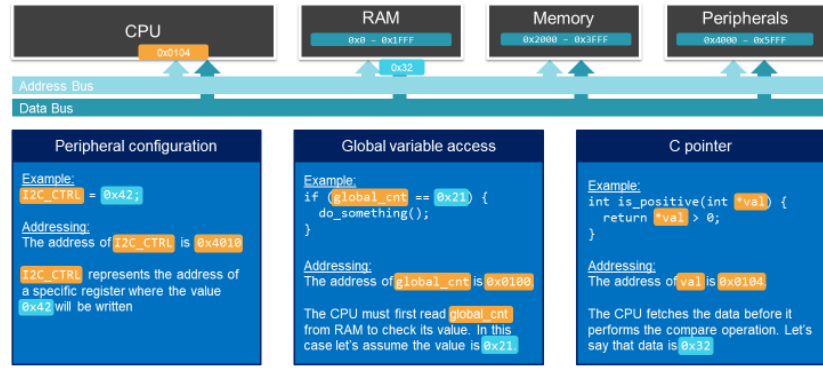 CPU
0x0104
RAM
0x0 - 0x1FFF
0x32
Memory
0x2000 - 0x3FFF
Peripherals
0x4000 - 0x5FFF
Address Bus
Data Bus
Peripheral configuration
Example:
I2C_CTRL = 0x42;
Addressing:
The address of I2C_CTRL is 0x4010
I2C_CTRL represents the address of
a specific register where the value
0x42 will be written
Global variable access
Example:
if (global_cnt == 0x21) {
do_something();
}
Addressing:
The address of global_cnt is 0x0100.
The CPU must first read global_cnt
from RAM to check its value. In this
case let's assume the value is 0x21.
C pointer
Example:
int is_positive(int *val) {
return *val > 0;
}
Addressing:
The address of val is 0x0104.
The CPU fetches the data before it
performs the compare operation. Let's
say that data is 0x32